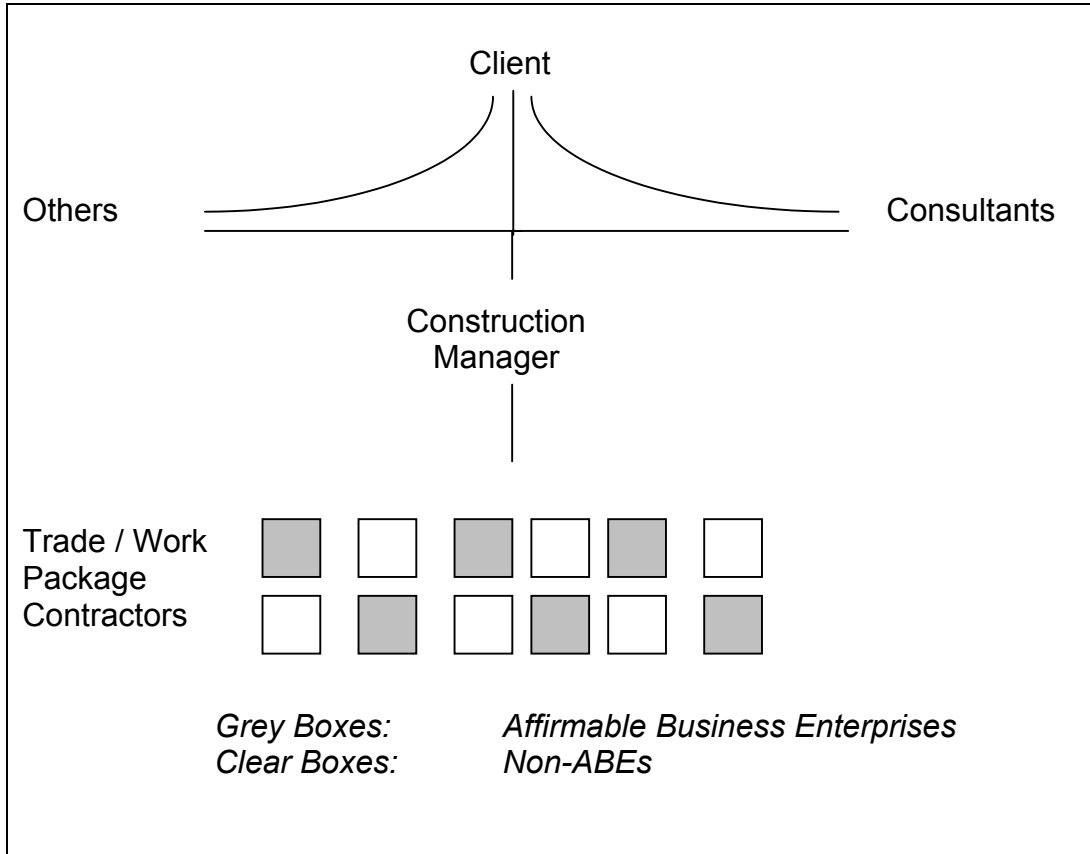 Client
Others Consultants
Construction
Manager
Trade / Work
Package
Contractors
Grey Boxes: Affirmable Business Enterprises
Clear Boxes: Non-ABEs